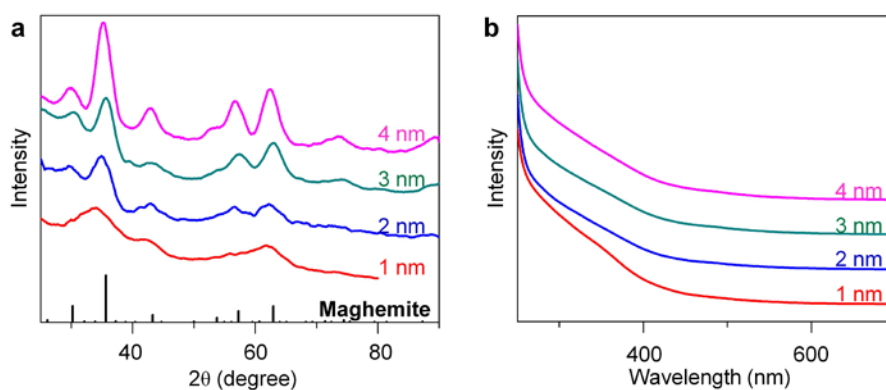 a
Intensity
4 nm
3 nm
2 nm
1 nm
Maghemite
40
60
80
2θ (degree)
b
Intensity
4 nm
3 nm
2 nm
1 nm
400
600
Wavelength (nm)